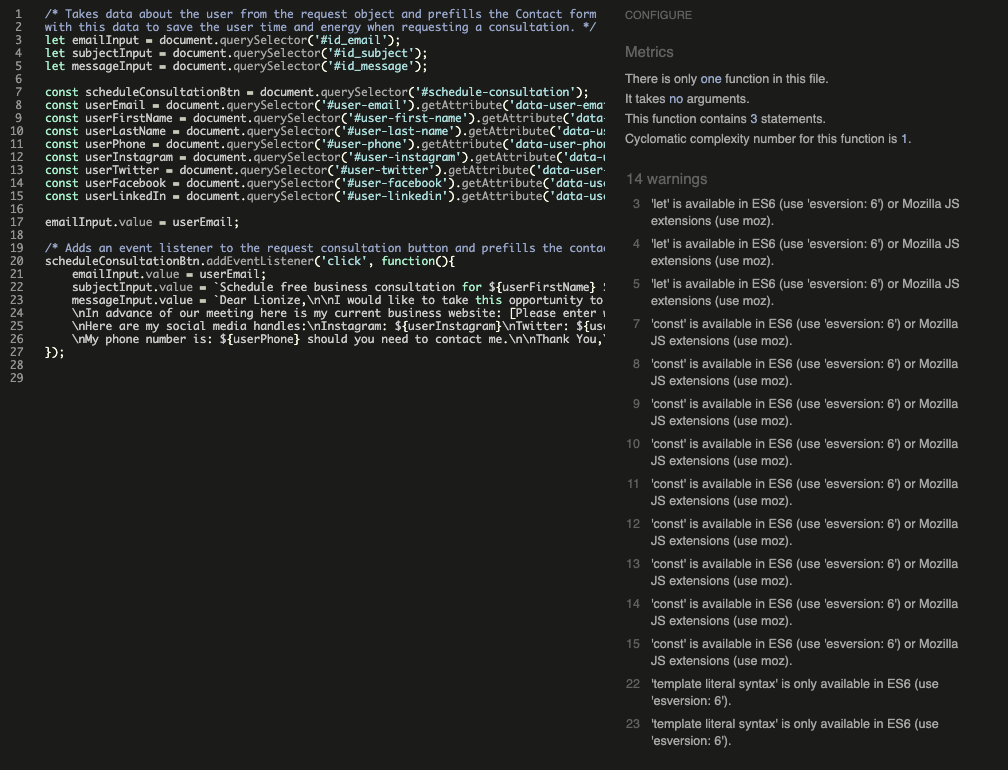 1 /* Takes data about the user from the request object and prefills the Contact form
2 with this data to save the user time and energy when requesting a consultation. */
3 let emailInput = document.querySelector('#id_email');
4 let subjectInput = document.querySelector('#id_subject');
5 let messageInput = document.querySelector('#id_message');
6
7 const scheduleConsultationBtn = document.querySelector('#schedule-consultation');
8 const userEmail = document.querySelector('#user-email').getAttribute('data-user-ema
9 const userFirstName = document.querySelector('#user-first-name').getAttribute('data-
10 const userLastName = document.querySelector('#user-last-name').getAttribute('data-us
11 const userPhone = document.querySelector('#user-phone').getAttribute('data-user-phon
12 const userInstagram = document.querySelector('#user-instagram').getAttribute('data-u
13 const userTwitter = document.querySelector('#user-twitter').getAttribute('data-user-
14 const userFacebook = document.querySelector('#user-facebook').getAttribute('data-use
15 const userLinkedIn = document.querySelector('#user-linkedin').getAttribute('data-use
16
17 emailInput.value = userEmail;
18
19 /* Adds an event listener to the request consultation button and prefills the conta
20 scheduleConsultationBtn.addEventListener('click', function(){
21 emailInput.value = userEmail;
22 subjectInput.value = `Schedule free business consultation for ${userFirstName} $
23 messageInput.value = `Dear Lionize,\n\nI would like to take this opportunity to
24 \nIn advance of our meeting here is my current business website: [Please enter
25 \nHere are my social media handles:\nInstagram: ${userInstagram}\nTwitter: ${use
26 \nMy phone number is: ${userPhone} should you need to contact me.\n\nThank You,\
27 });
28
29
CONFIGURE
Metrics
There is only one function in this file.
It takes no arguments.
This function contains 3 statements.
Cyclomatic complexity number for this function is 1.
14 warnings
3 'let' is available in ES6 (use 'esversion: 6') or Mozilla JS
extensions (use moz).
4 'let' is available in ES6 (use 'esversion: 6') or Mozilla JS
extensions (use moz).
5 'let' is available in ES6 (use 'esversion: 6') or Mozilla JS
extensions (use moz).
7 'const' is available in ES6 (use 'esversion: 6') or Mozilla
JS extensions (use moz).
8 'const' is available in ES6 (use 'esversion: 6') or Mozilla
JS extensions (use moz).
9 'const' is available in ES6 (use 'esversion: 6') or Mozilla
JS extensions (use moz).
10 'const' is available in ES6 (use 'esversion: 6') or Mozilla
JS extensions (use moz).
11 'const' is available in ES6 (use 'esversion: 6') or Mozilla
JS extensions (use moz).
12 'const' is available in ES6 (use 'esversion: 6') or Mozilla
JS extensions (use moz).
13 'const' is available in ES6 (use 'esversion: 6') or Mozilla
JS extensions (use moz).
14 'const' is available in ES6 (use 'esversion: 6') or Mozilla
JS extensions (use moz).
15 'const' is available in ES6 (use 'esversion: 6') or Mozilla
JS extensions (use moz).
22 'template literal syntax' is only available in ES6 (use
'esversion: 6').
23 'template literal syntax' is only available in ES6 (use
'esversion: 6').